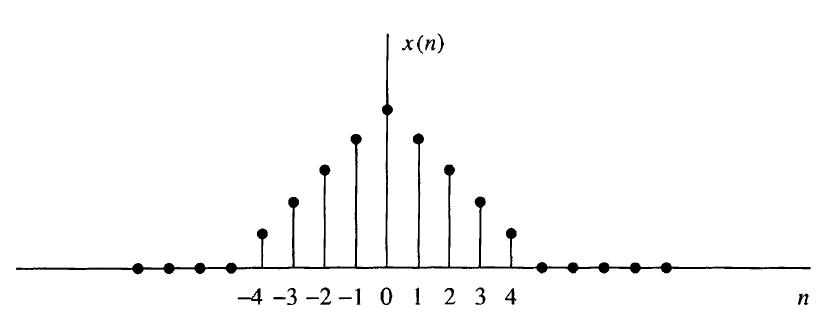 x(n)
–4 –3 –2 –1 0 1 2 3 4 n